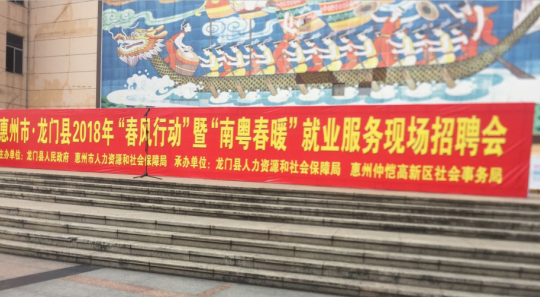 惠州市·龙门县2018年“春风行动”暨“南粤春暖”就业服务现场招聘会
主办单位：龙门县人民政府 惠州市人力资源和社会保障局 承办单位：龙门县人力资源和社会保障局 惠州仲恺高新区社会事务局